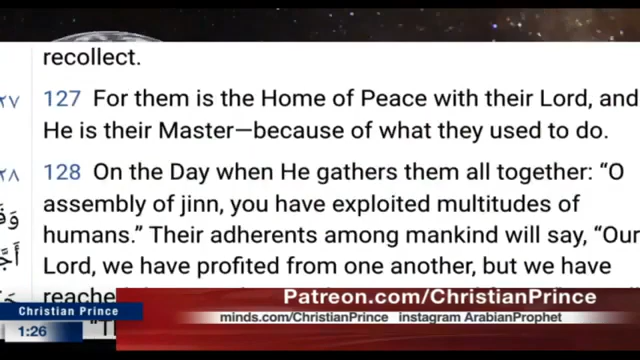 recollect.
١٢٧
127 For them is the Home of Peace with their Lord, and
He is their Master—because of what they used to do.
128 On the Day when He gathers them all together: “O
assembly of jinn, you have exploited multitudes of
humans.” Their adherents among mankind will say, “Our
Lord, we have profited from one another, but we have
reached
Patreon.com/ChristianPrince
Christian Prince
minds.com/ChristianPrince instagram ArabianProphet
1:26